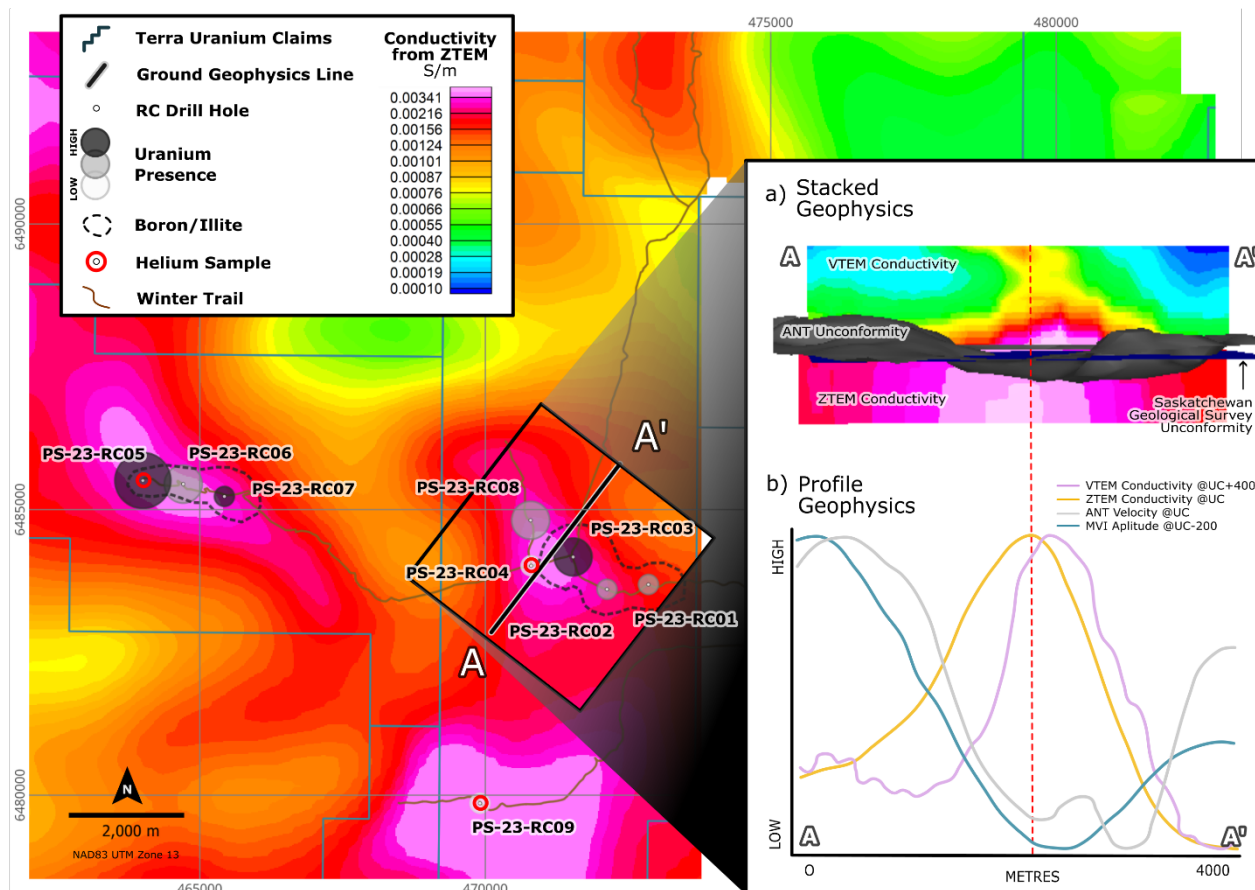 475000
480000
Terra Uranium Claims
Ground Geophysics Line
RC Drill Hole
HIGH
LOW
Uranium
Presence
Boron/Illite
Helium Sample
Winter Trail
Conductivity
from ZTEM
S/m
0.00341
0.00216
0.00156
0.00124
0.00101
0.00087
0.00076
0.00066
0.00055
0.00040
0.00028
0.00019
0.00010
6490000
6485000
6480000
PS-23-RC05
PS-23-RC06
PS-23-RC07
PS-23-RC08
A'
PS-23-RC03
PS-23-RC04
PS-23-RC02
PS-23-RC01
A
PS-23-RC09
N
2,000 m
NAD83 UTM Zone 13
465000
470000
a) Stacked
Geophysics
A
A'
VTEM Conductivity
ANT Unconformity
ZTEM Conductivity
Saskatchewan
Geological Survey
Unconformity
b) Profile
Geophysics
VTEM Conductivity @UC+400
ZTEM Conductivity @UC
ANT Velocity @UC
MVI Aplitude @UC-200
HIGH
LOW
A
A'
0
METRES
4000